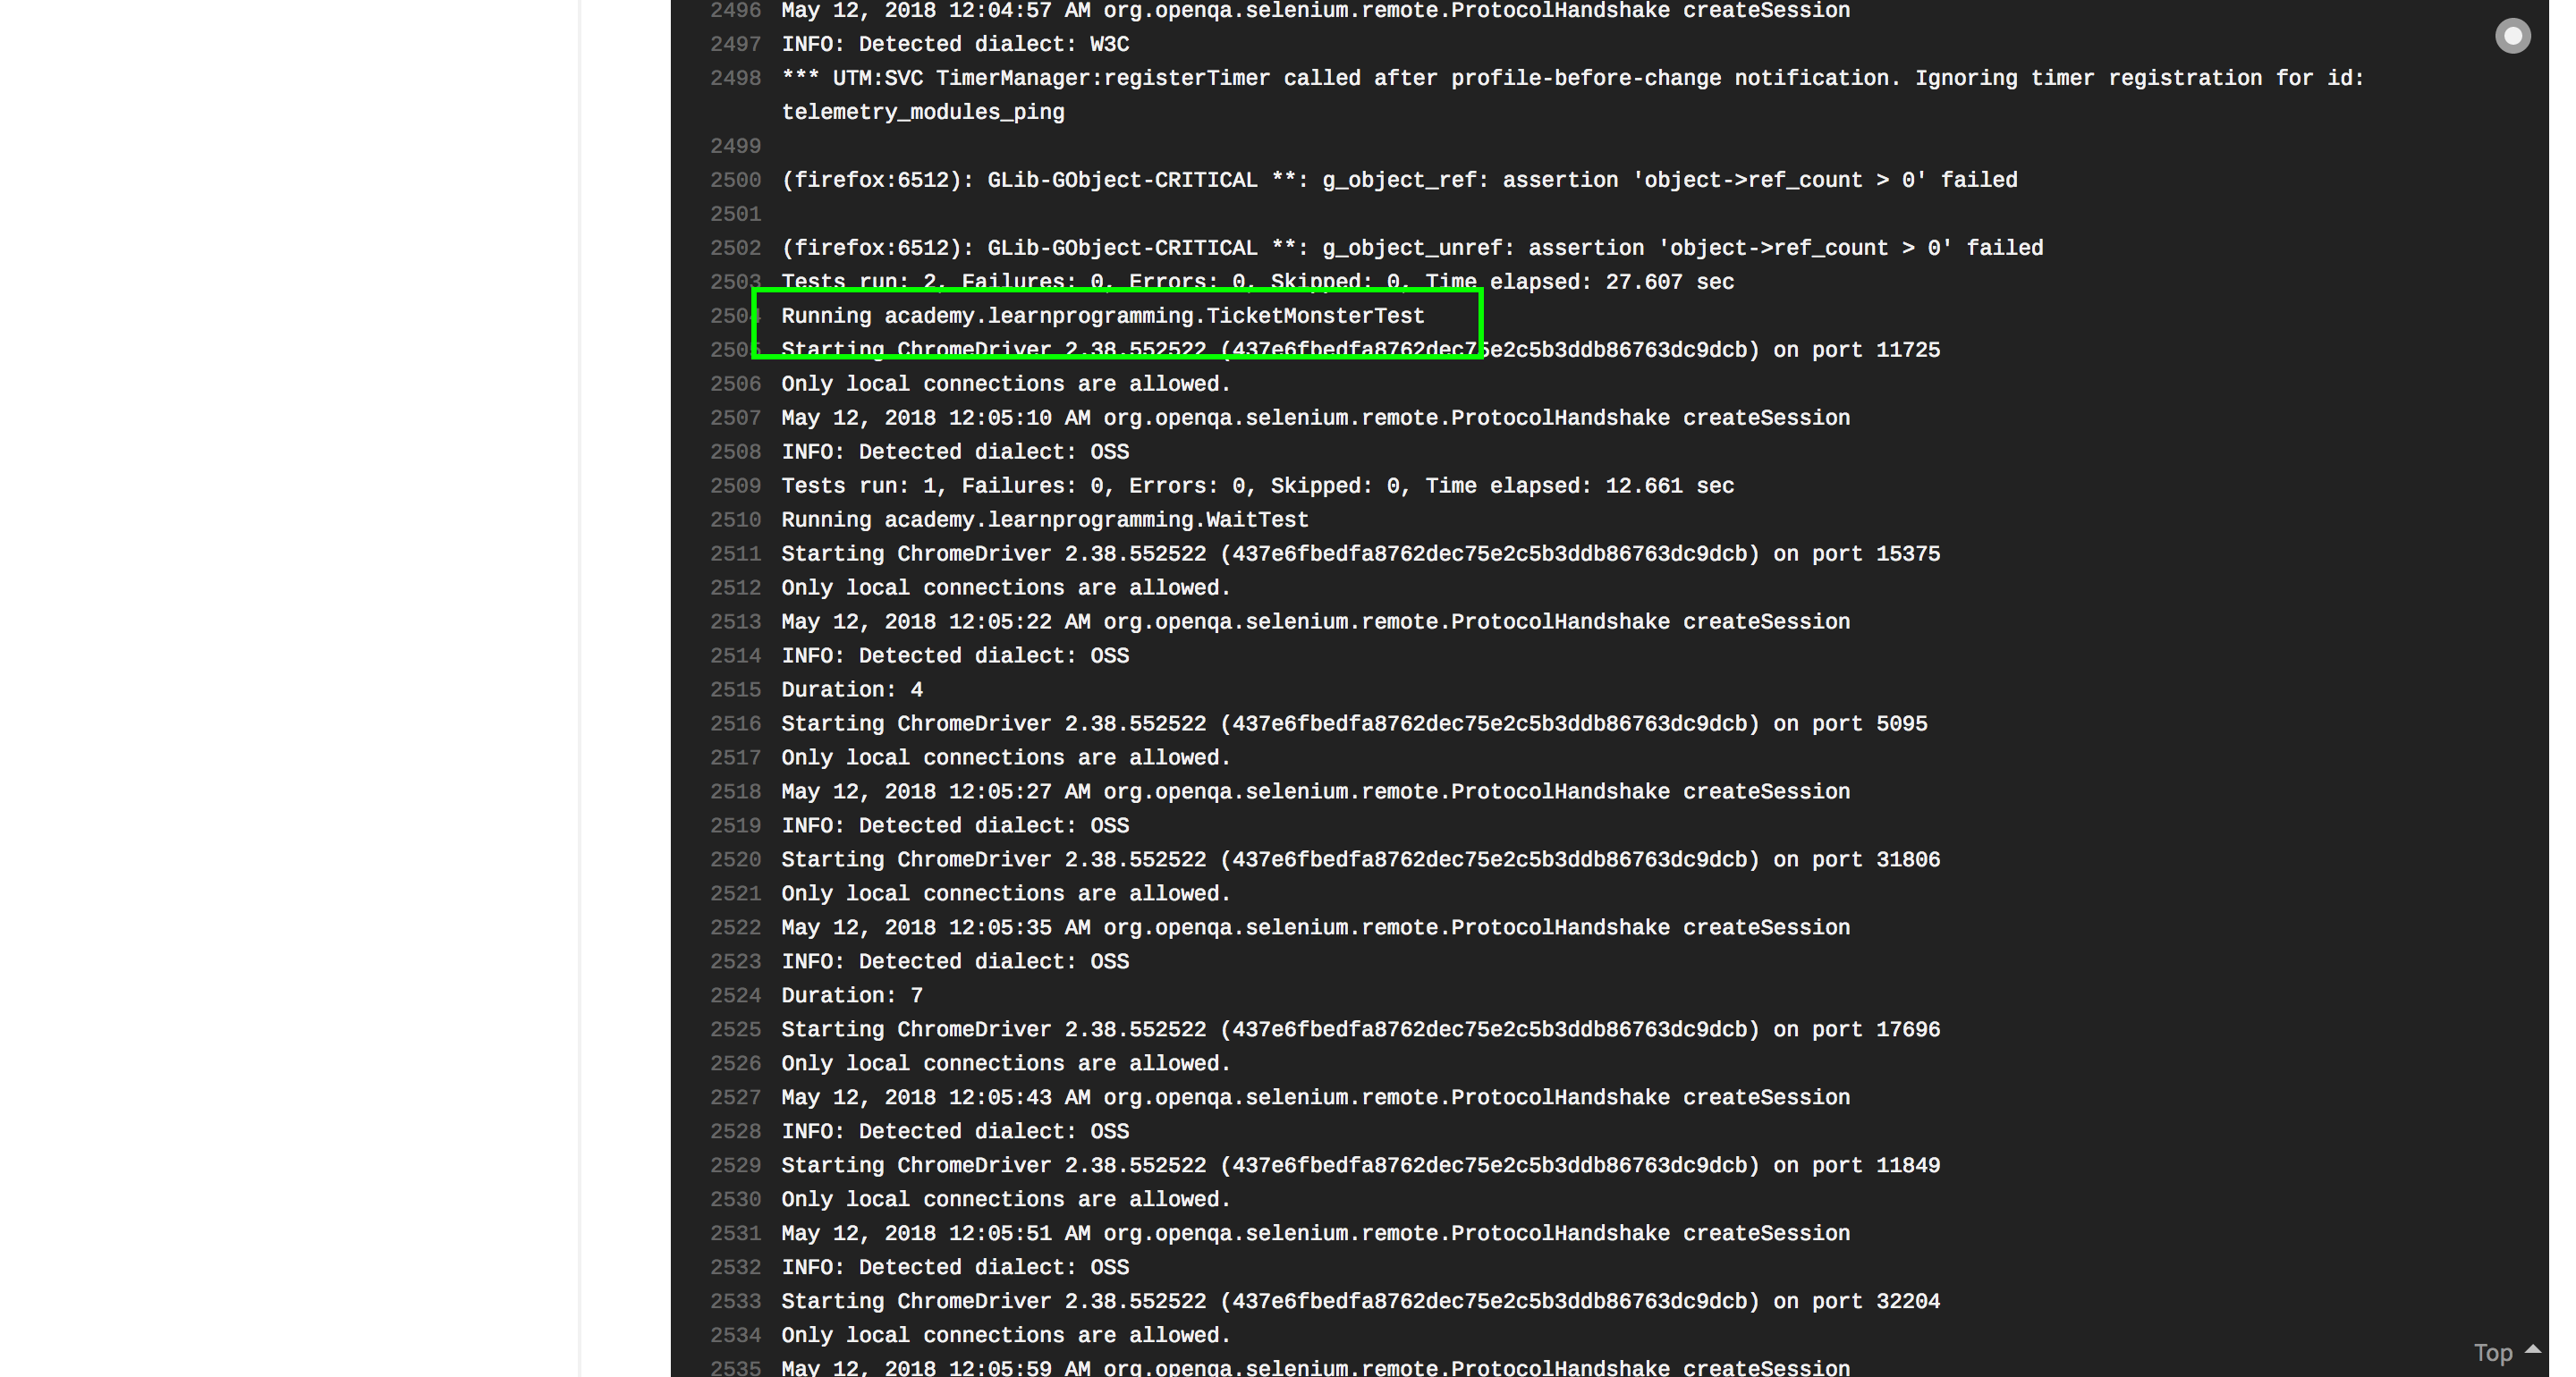 2496 May 12, 2018 12:04:57 AM org.openqa.selenium.remote.ProtocolHandshake createSession
2497 INFO: Detected dialect: W3C
2498 *** UTM:SVC TimerManager:registerTimer called after profile-before-change notification. Ignoring timer registration for id:
telemetry_modules_ping
2499
2500 (firefox:6512): GLib-GObject-CRITICAL **: g_object_ref: assertion 'object->ref_count > 0' failed
2501
2502 (firefox:6512): GLib-GObject-CRITICAL **: g_object_unref: assertion 'object->ref_count > 0' failed
2503 Tests run: 2, Failures: 0, Errors: 0, Skipped: 0, Time elapsed: 27.607 sec
2504 Running academy.learnprogramming.TicketMonsterTest
2505 Starting ChromeDriver 2.38.552522 (437e6fbedfa8762dec75e2c5b3ddb86763dc9dcb) on port 11725
2506 Only local connections are allowed.
2507 May 12, 2018 12:05:10 AM org.openqa.selenium.remote.ProtocolHandshake createSession
2508 INFO: Detected dialect: OSS
2509 Tests run: 1, Failures: 0, Errors: 0, Skipped: 0, Time elapsed: 12.661 sec
2510 Running academy.learnprogramming.WaitTest
2511 Starting ChromeDriver 2.38.552522 (437e6fbedfa8762dec75e2c5b3ddb86763dc9dcb) on port 15375
2512 Only local connections are allowed.
2513 May 12, 2018 12:05:22 AM org.openqa.selenium.remote.ProtocolHandshake createSession
2514 INFO: Detected dialect: OSS
2515 Duration: 4
2516 Starting ChromeDriver 2.38.552522 (437e6fbedfa8762dec75e2c5b3ddb86763dc9dcb) on port 5095
2517 Only local connections are allowed.
2518 May 12, 2018 12:05:27 AM org.openqa.selenium.remote.ProtocolHandshake createSession
2519 INFO: Detected dialect: OSS
2520 Starting ChromeDriver 2.38.552522 (437e6fbedfa8762dec75e2c5b3ddb86763dc9dcb) on port 31806
2521 Only local connections are allowed.
2522 May 12, 2018 12:05:35 AM org.openqa.selenium.remote.ProtocolHandshake createSession
2523 INFO: Detected dialect: OSS
2524 Duration: 7
2525 Starting ChromeDriver 2.38.552522 (437e6fbedfa8762dec75e2c5b3ddb86763dc9dcb) on port 17696
2526 Only local connections are allowed.
2527 May 12, 2018 12:05:43 AM org.openqa.selenium.remote.ProtocolHandshake createSession
2528 INFO: Detected dialect: OSS
2529 Starting ChromeDriver 2.38.552522 (437e6fbedfa8762dec75e2c5b3ddb86763dc9dcb) on port 11849
2530 Only local connections are allowed.
2531 May 12, 2018 12:05:51 AM org.openqa.selenium.remote.ProtocolHandshake createSession
2532 INFO: Detected dialect: OSS
2533 Starting ChromeDriver 2.38.552522 (437e6fbedfa8762dec75e2c5b3ddb86763dc9dcb) on port 32204
2534 Only local connections are allowed.
2535 May 12, 2018 12:05:59 AM org.openqa.selenium.remote.ProtocolHandshake createSession
Top